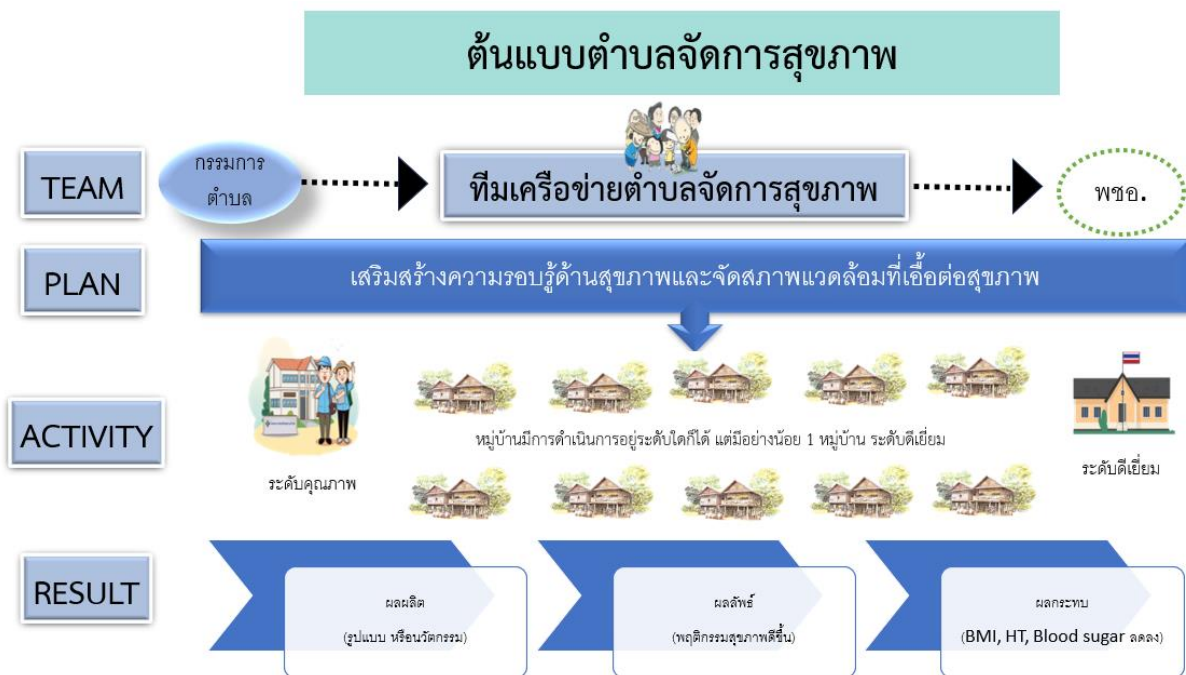 ต้นแบบตำบลจัดการสุขภาพ
TEAM
กรรมการ
ตำบล
ทีมเครือข่ายตำบลจัดการสุขภาพ
พชอ.
PLAN
เสริมสร้างความรอบรู้ด้านสุขภาพและจัดสภาพแวดล้อมที่เอื้อต่อสุขภาพ
ACTIVITY
หมู่บ้านมีการดำเนินการอยู่ระดับใดก็ได้ แต่มีอย่างน้อย 1 หมู่บ้าน ระดับดีเยี่ยม
ระดับคุณภาพ
ระดับดีเยี่ยม
RESULT
ผลผลิต
(รูปแบบ หรือนวัตกรรม)
ผลลัพธ์
(พฤติกรรมสุขภาพดีขึ้น)
ผลกระทบ
(BMI, HT, Blood sugar ลดลง)